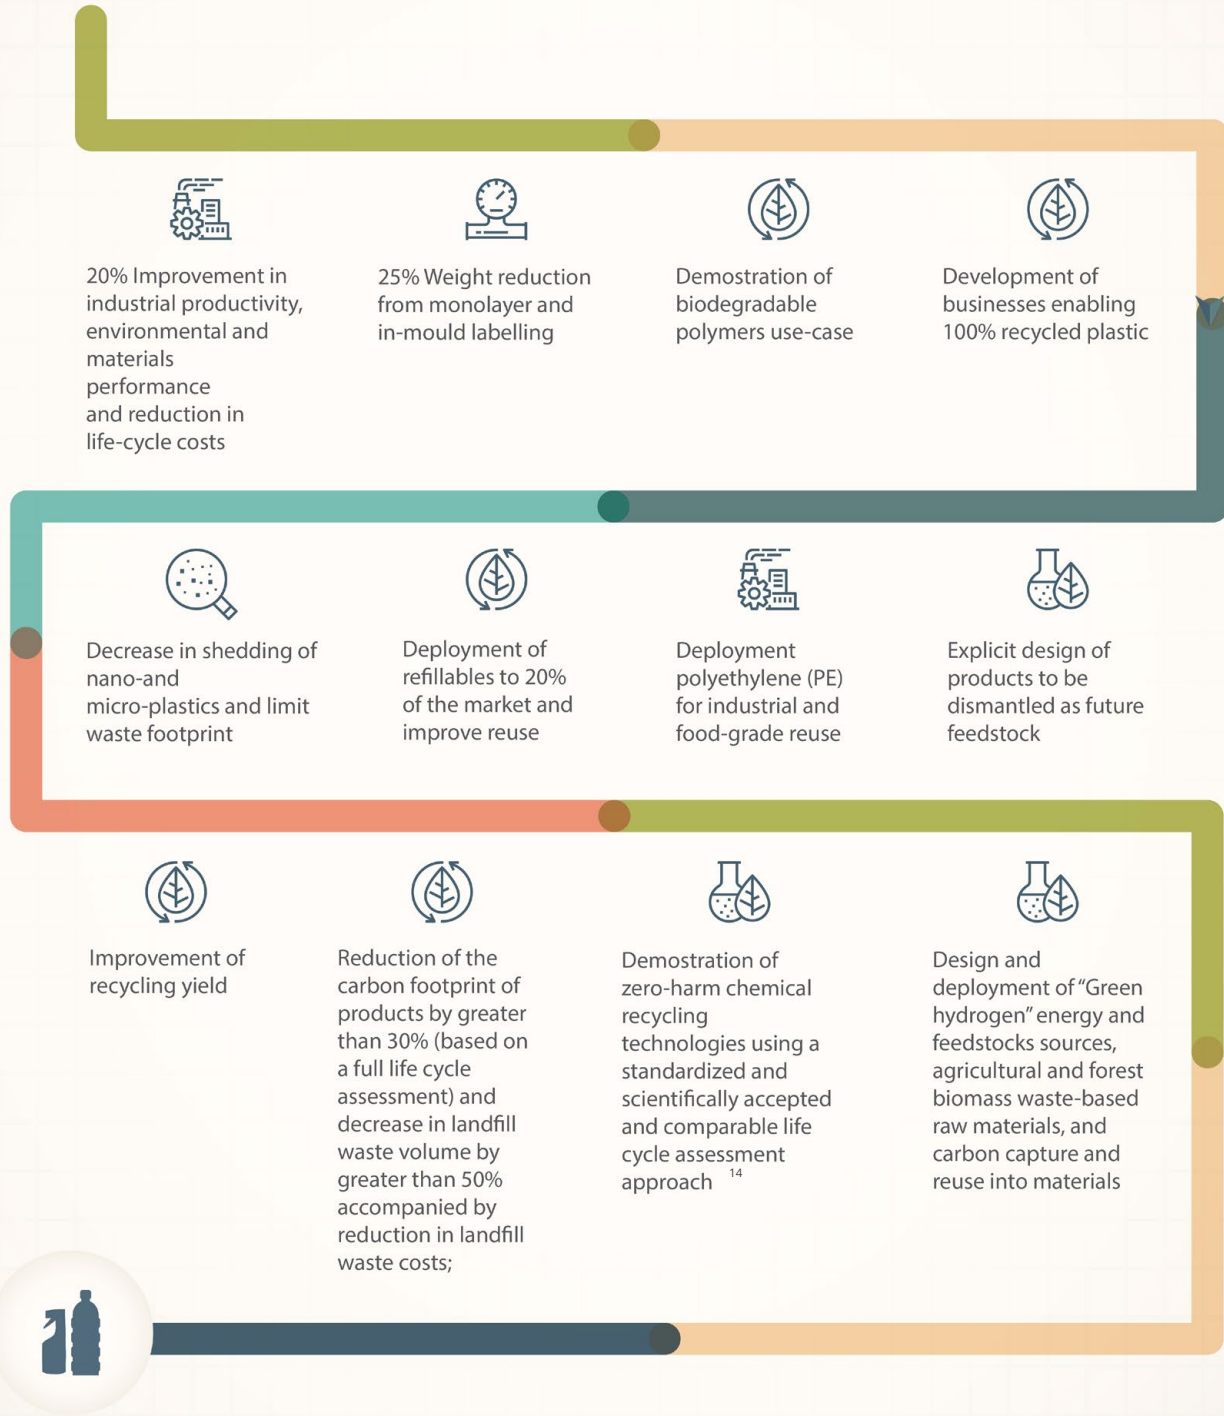 20% Improvement in
industrial productivity,
environmental and
materials
performance
and reduction in
life-cycle costs
25% Weight reduction
from monolayer and
in-mould labelling
Demostration of
biodegradable
polymers use-case
Development of
businesses enabling
100% recycled plastic
Decrease in shedding of
nano-and
micro-plastics and limit
waste footprint
Deployment of
refillables to 20%
of the market and
improve reuse
Deployment
polyethylene (PE)
for industrial and
food-grade reuse
Explicit design of
products to be
dismantled as future
feedstock
Improvement of
recycling yield
Reduction of the
carbon footprint of
products by greater
than 30% (based on
a full life cycle
assessment) and
decrease in landfill
waste volume by
greater than 50%
accompanied by
reduction in landfill
waste costs;
Demostration of
zero-harm chemical
recycling
technologies using a
standardized and
scientifically accepted
and comparable life
cycle assessment
approach 14
Design and
deployment of “Green
hydrogen” energy and
feedstocks sources,
agricultural and forest
biomass waste-based
raw materials, and
carbon capture and
reuse into materials